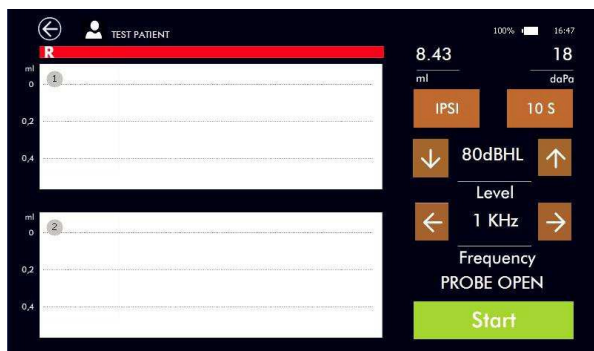 TEST PATIENT
100% 16:47
R
ml
0
0,2
0,4
1
ml
0
0,2
0,4
2
8.43 18
ml daPa
IPSI 10 S
80dBHL
Level
1 KHz
Frequency
PROBE OPEN
Start